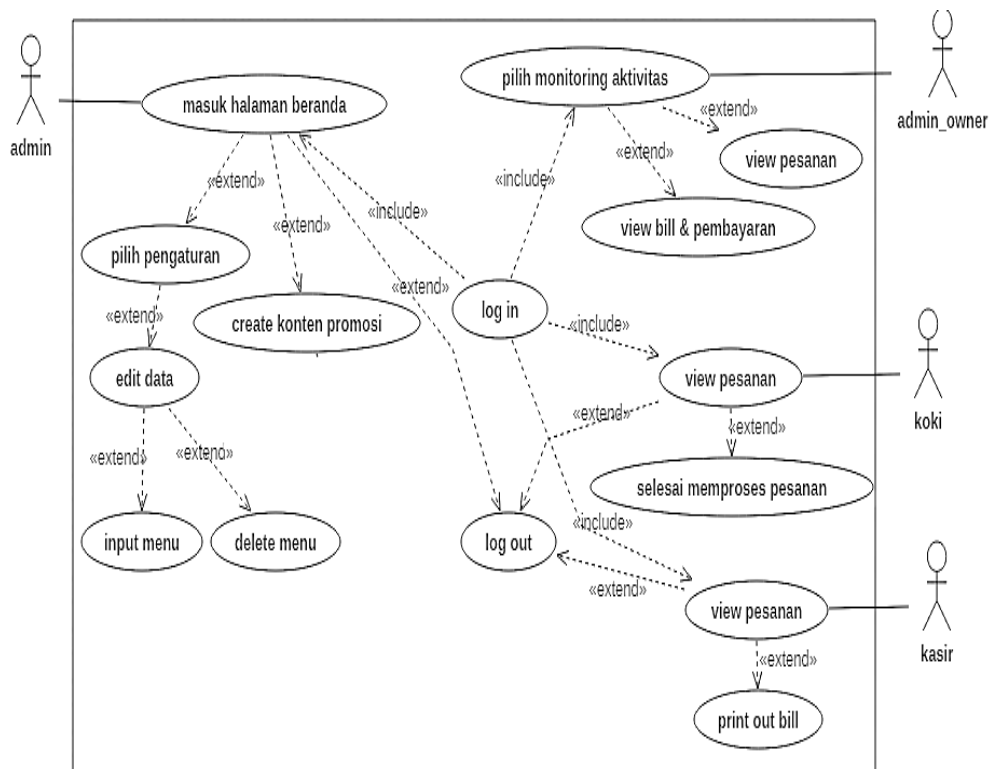 admin
masuk halaman beranda
pilih monitoring aktivitas
admin_owner
«extend»
view pesanan
«extend»
view bill & pembayaran
«include»
«extend»
«extend»
«include»
pilih pengaturan
«extend»
create konten promosi
«extend»
log in
«include»
edit data
view pesanan
koki
«extend»
«extend»
«extend»
«extend»
selesai memproses pesanan
input menu
delete menu
log out
«include»
«extend»
view pesanan
kasir
«extend»
print out bill